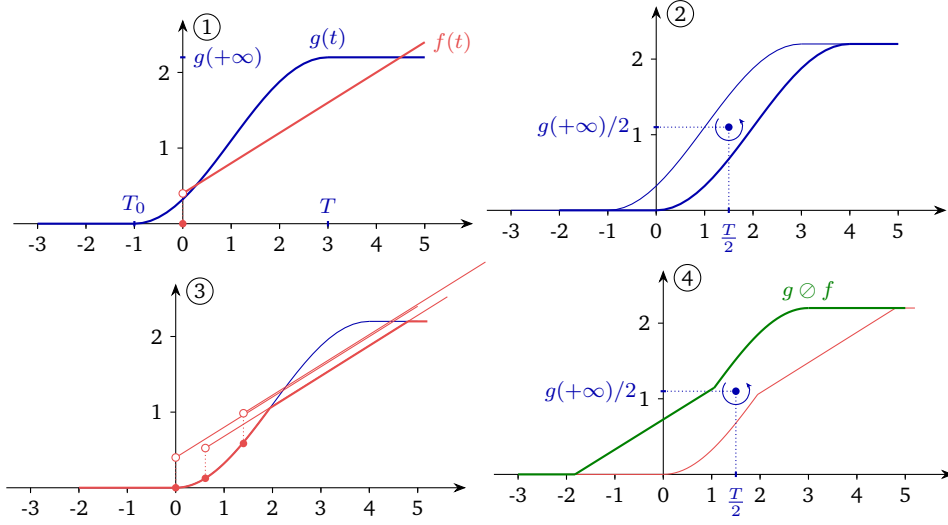 ①
g(t)
f(t)
g(+∞)
2
1
T₀
T
-3 -2 -1 0 1 2 3 4 5
②
2
g(+∞)/2
1
-3 -2 -1 0 1 2 3 4 5
T/2
③
2
1
-2 -1 0 1 2 3 4 5 6
④
g ⊘ f
2
g(+∞)/2
1
-3 -2 -1 0 1 2 3 4 5
T/2